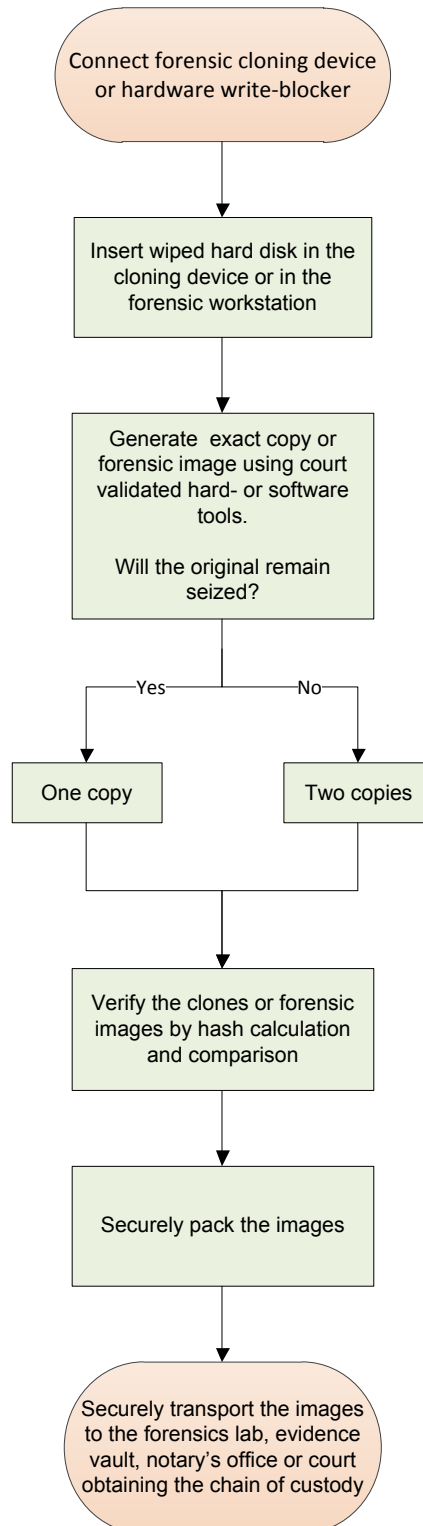 Connect forensic cloning device
or hardware write-blocker
Insert wiped hard disk in the
cloning device or in the
forensic workstation
Generate exact copy or
forensic image using court
validated hard- or software
tools.
Will the original remain
seized?
Yes
No
One copy
Two copies
Verify the clones or forensic
images by hash calculation
and comparison
Securely pack the images
Securely transport the images
to the forensics lab, evidence
vault, notary’s office or court
obtaining the chain of custody